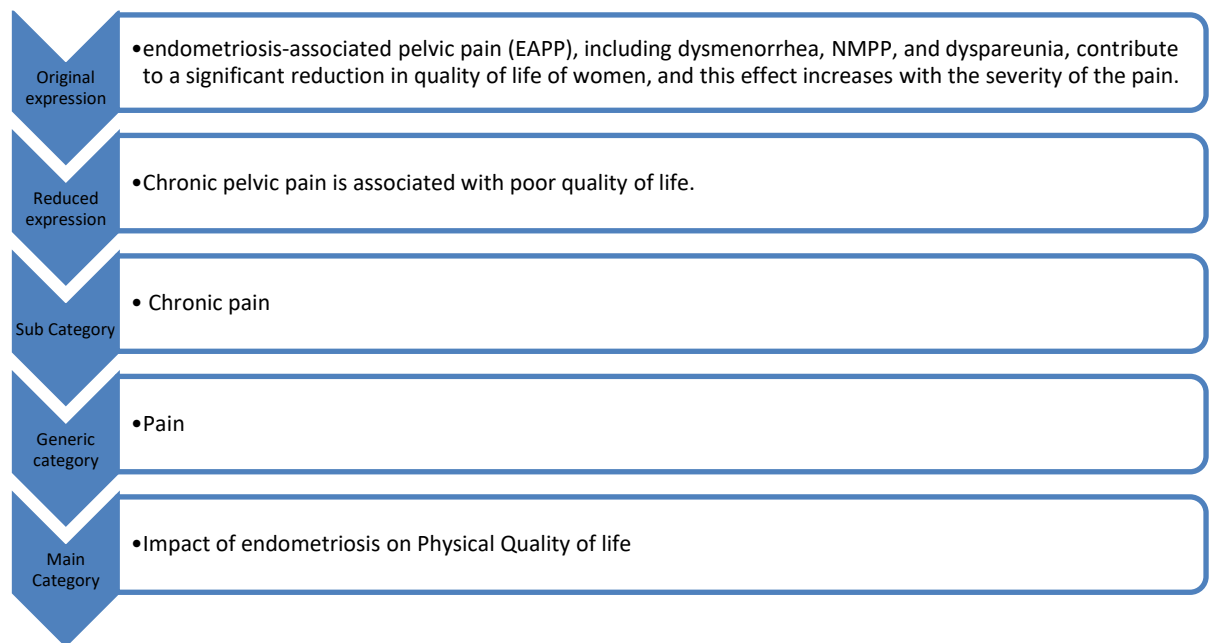 Original
expression
•endometriosis-associated pelvic pain (EAPP), including dysmenorrhea, NMPP, and dyspareunia, contribute
to a significant reduction in quality of life of women, and this effect increases with the severity of the pain.
Reduced
expression
•Chronic pelvic pain is associated with poor quality of life.
Sub Category
• Chronic pain
Generic
category
•Pain
Main
Category
•Impact of endometriosis on Physical Quality of life